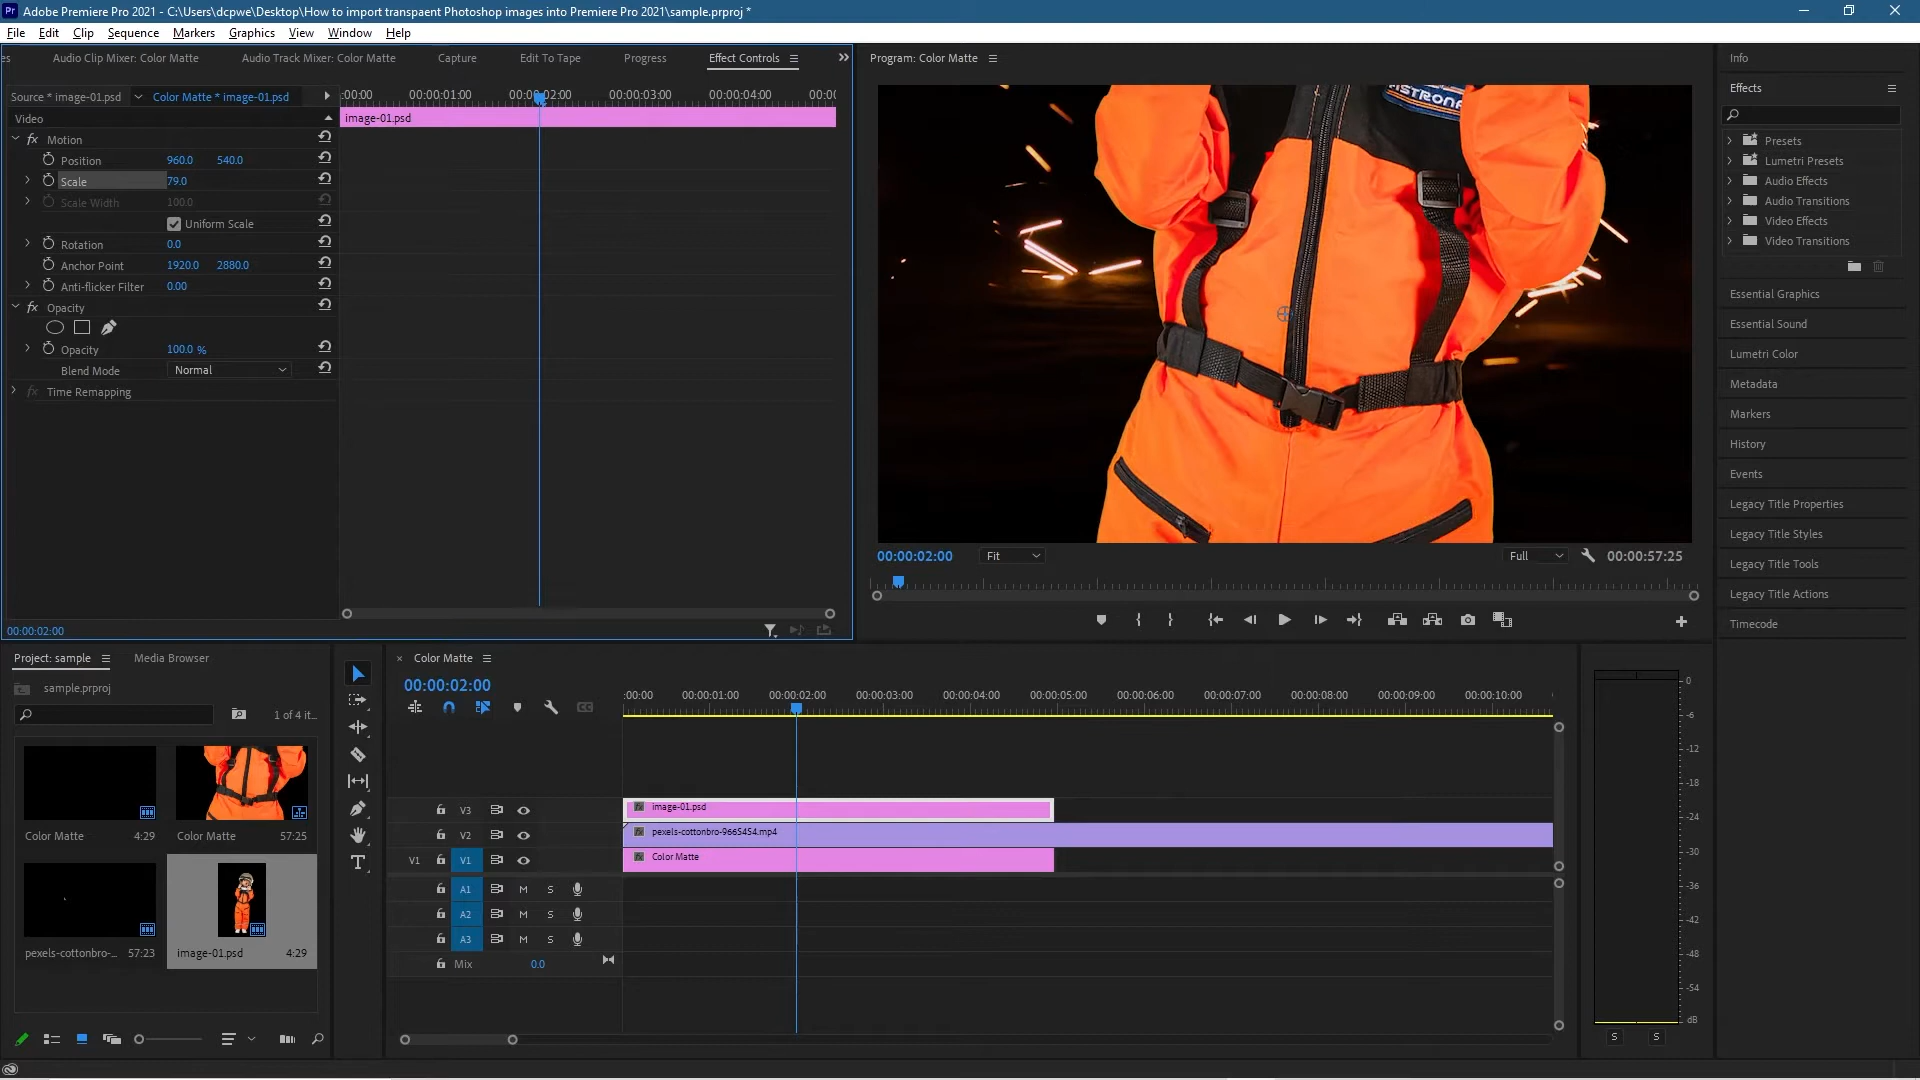 Adobe Premiere Pro 2021 - C:\Users\dcpwe\Desktop\How to import transpaent Photoshop images into Premiere Pro 2021\sample.prproj *
File Edit Clip Sequence Markers Graphics View Window Help
es Audio Clip Mixer: Color Matte Audio Track Mixer: Color Matte Capture Edit To Tape Progress Effect Controls
Source * image-01.psd Color Matte * image-01.psd
:00:00 00:00:01:00 00:00:02:00 00:00:03:00 00:00:04:00 00:00
Video
image-01.psd
fx Motion
Position 960.0 540.0
Scale 79.0
Scale Width 100.0
Uniform Scale
Rotation 0.0
Anchor Point 1920.0 2880.0
Anti-flicker Filter 0.00
fx Opacity
Opacity 100.0 %
Blend Mode Normal
fx Time Remapping
00:00:02:00
Program: Color Matte
STRONA
00:00:02:00 Fit Full 00:00:57:25
Info
Effects
Presets
Lumetri Presets
Audio Effects
Audio Transitions
Video Effects
Video Transitions
Essential Graphics
Essential Sound
Lumetri Color
Metadata
Markers
History
Events
Legacy Title Properties
Legacy Title Styles
Legacy Title Tools
Legacy Title Actions
Timecode
Project: sample Media Browser
sample.prproj
1 of 4 it...
Color Matte 4:29
Color Matte 57:25
pexels-cottonbro-... 57:23
image-01.psd 4:29
Color Matte
00:00:02:00
:00:00 00:00:01:00 00:00:02:00 00:00:03:00 00:00:04:00 00:00:05:00 00:00:06:00 00:00:07:00 00:00:08:00 00:00:09:00 00:00:10:00
V3 fx image-01.psd
V2 fx pexels-cottonbro-9665454.mp4
V1 V1 fx Color Matte
A1 M S
A2 M S
A3 M S
Mix 0.0
0
-6
-12
-18
-24
-30
-36
-42
-48
-54
dB
S S